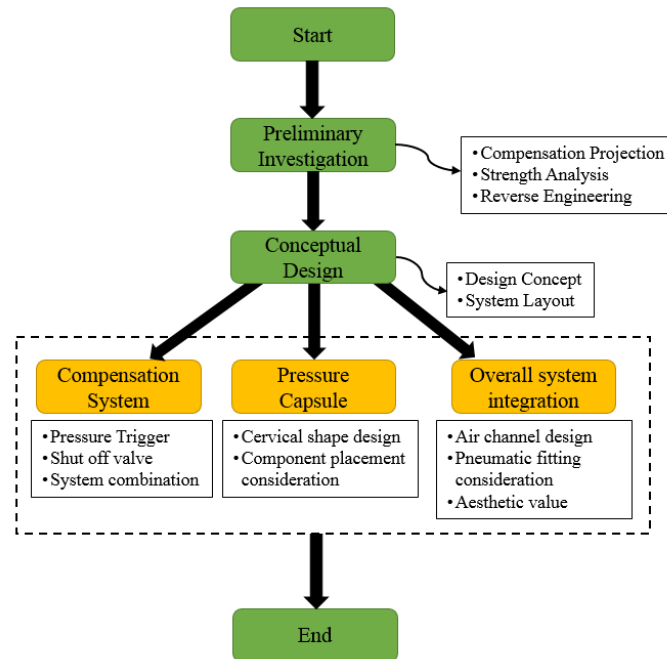 Start
Preliminary
Investigation
• Compensation Projection
• Strength Analysis
• Reverse Engineering
Conceptual
Design
• Design Concept
• System Layout
Compensation
System
• Pressure Trigger
• Shut off valve
• System combination
Pressure
Capsule
• Cervical shape design
• Component placement
consideration
Overall system
integration
• Air channel design
• Pneumatic fitting
consideration
• Aesthetic value
End